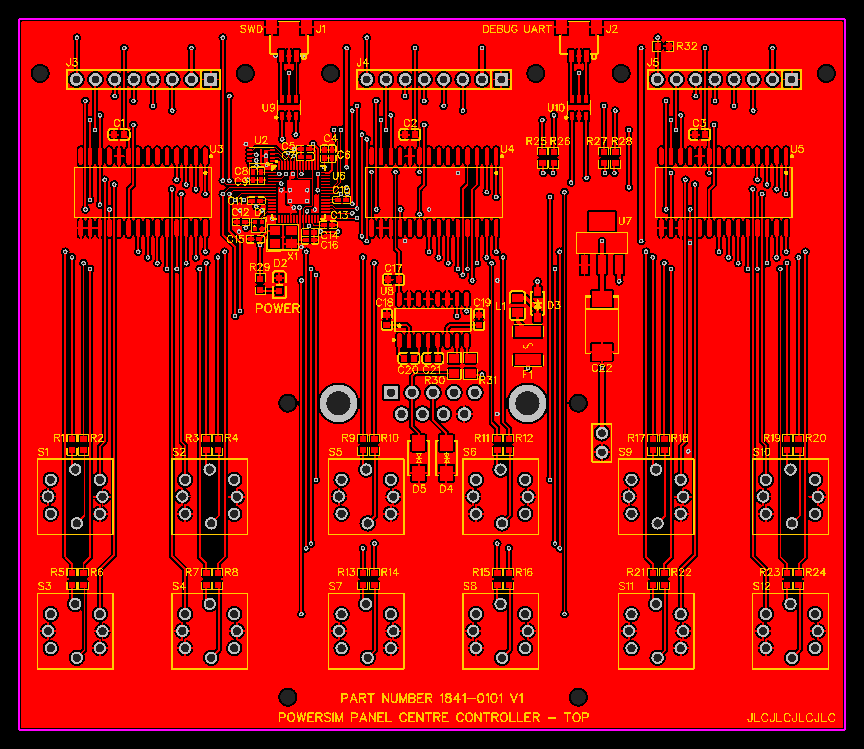 SWD J1 DEBUG UART J2
R32
J3 J4 J5
U9 U10
C1 C2 C3
U3 U2 C4 U4 R25 R26 R27 R28 U5
C5 C6
C8 U6
C9
C11 C10
C12 C13 U7
C15 C14
X1 C16
R29 D2 C17
U8
POWER C18 C19 L1 D3
C20 C21 F1 C22
R30 R31
R1 R2 R3 R4 R9 R10 R11 R12 R17 R18 R19 R20
S1 S2 S5 S6 S9 S10
D5 D4
R5 R6 R7 R8 R13 R14 R15 R16 R21 R22 R23 R24
S3 S4 S7 S8 S11 S12
PART NUMBER 1841-0101 V1
POWERSIM PANEL CENTRE CONTROLLER - TOP
JLCJLCJLCJLC